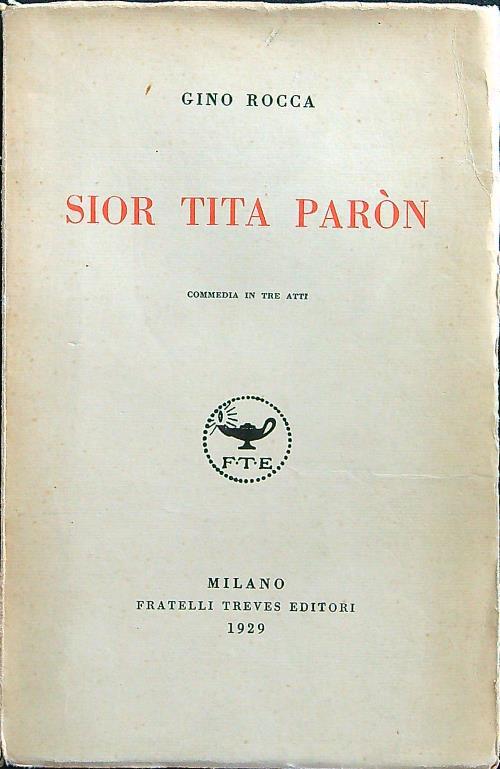 GINO ROCCA
SIOR TITA PARÒN
COMMEDIA IN TRE ATTI
F·T·E
MILANO
FRATELLI TREVES EDITORI
1929